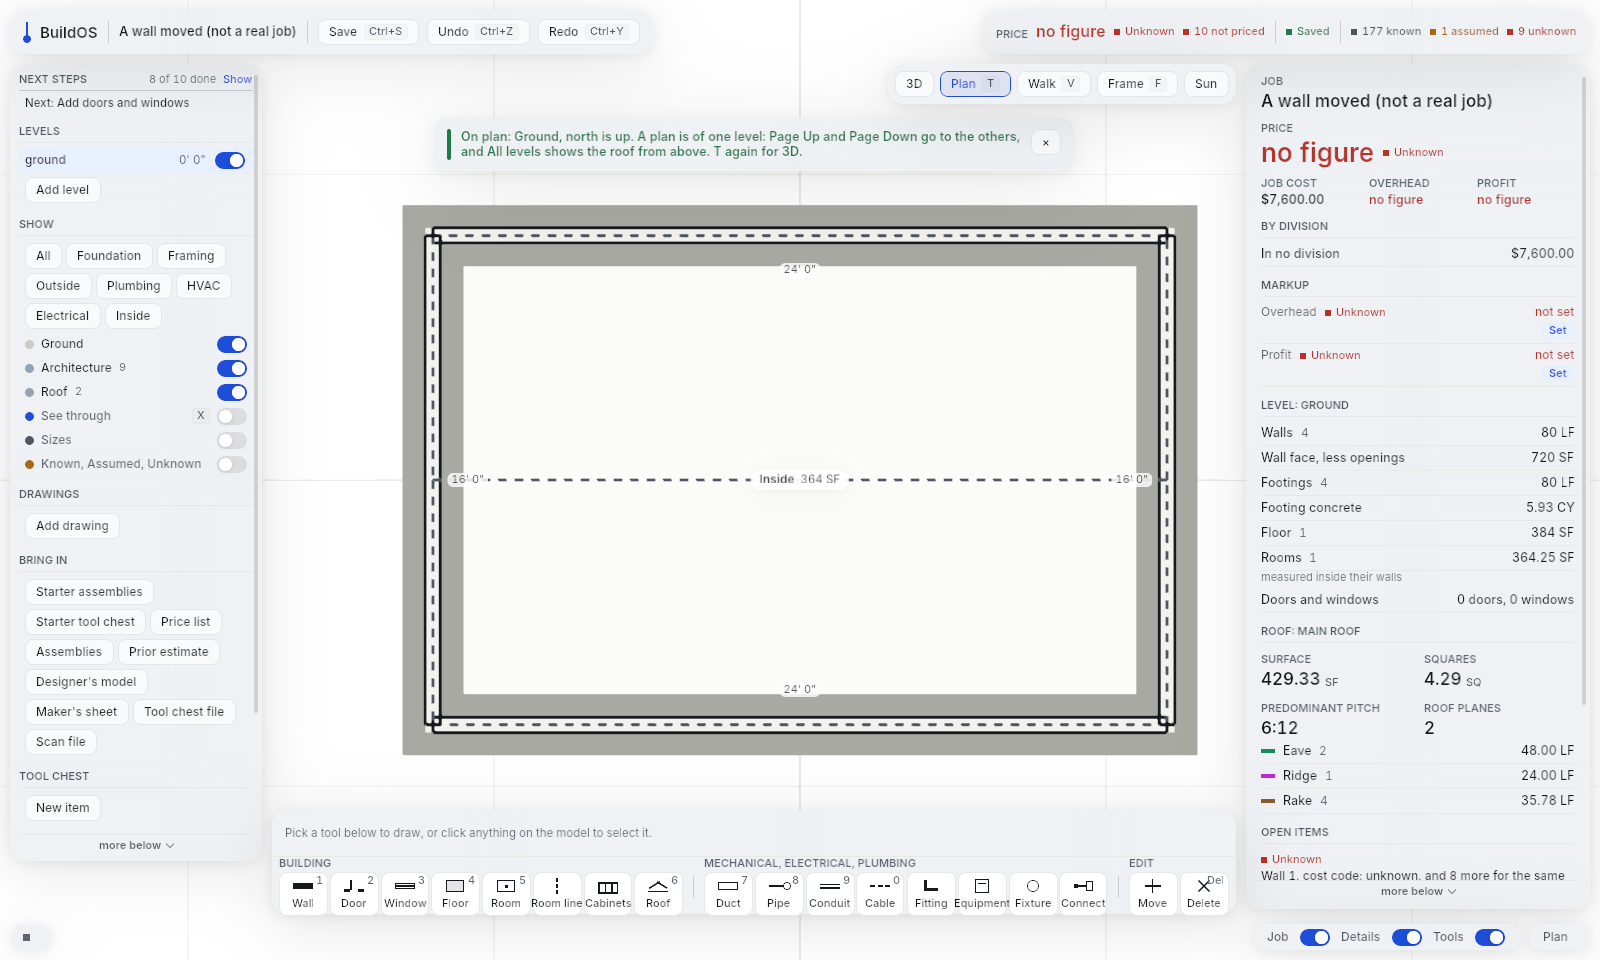 BuildOS
A wall moved (not a real job)
Save Ctrl+S
Undo Ctrl+Z
Redo Ctrl+Y
PRICE no figure Unknown 10 not priced Saved 177 known 1 assumed 9 unknown
NEXT STEPS 8 of 10 done Show
Next: Add doors and windows
LEVELS
ground 0' 0"
Add level
SHOW
All Foundation Framing
Outside Plumbing HVAC
Electrical Inside
Ground
Architecture 9
Roof 2
See through X
Sizes
Known, Assumed, Unknown
DRAWINGS
Add drawing
BRING IN
Starter assemblies
Starter tool chest Price list
Assemblies Prior estimate
Designer's model
Maker's sheet Tool chest file
Scan file
TOOL CHEST
New item
more below
3D Plan T Walk V Frame F Sun
On plan: Ground, north is up. A plan is of one level: Page Up and Page Down go to the others,
and All levels shows the roof from above. T again for 3D.
×
24' 0"
16' 0"
Inside 364 SF
16' 0"
24' 0"
Pick a tool below to draw, or click anything on the model to select it.
BUILDING
Wall 1
Door 2
Window 3
Floor 4
Room 5
Room line
Cabinets
Roof 6
MECHANICAL, ELECTRICAL, PLUMBING
Duct 7
Pipe 8
Conduit 9
Cable 0
Fitting
Equipment
Fixture
Connect
EDIT
Move
Delete Del
JOB
A wall moved (not a real job)
PRICE
no figure Unknown
JOB COST OVERHEAD PROFIT
$7,600.00 no figure no figure
BY DIVISION
In no division $7,600.00
MARKUP
Overhead Unknown not set
Set
Profit Unknown not set
Set
LEVEL: GROUND
Walls 4 80 LF
Wall face, less openings 720 SF
Footings 4 80 LF
Footing concrete 5.93 CY
Floor 1 384 SF
Rooms 1 364.25 SF
measured inside their walls
Doors and windows 0 doors, 0 windows
ROOF: MAIN ROOF
SURFACE SQUARES
429.33 SF 4.29 SQ
PREDOMINANT PITCH ROOF PLANES
6:12 2
Eave 2 48.00 LF
Ridge 1 24.00 LF
Rake 4 35.78 LF
OPEN ITEMS
Unknown
Wall 1, cost code: unknown, and 8 more for the same
more below
Job Details Tools Plan